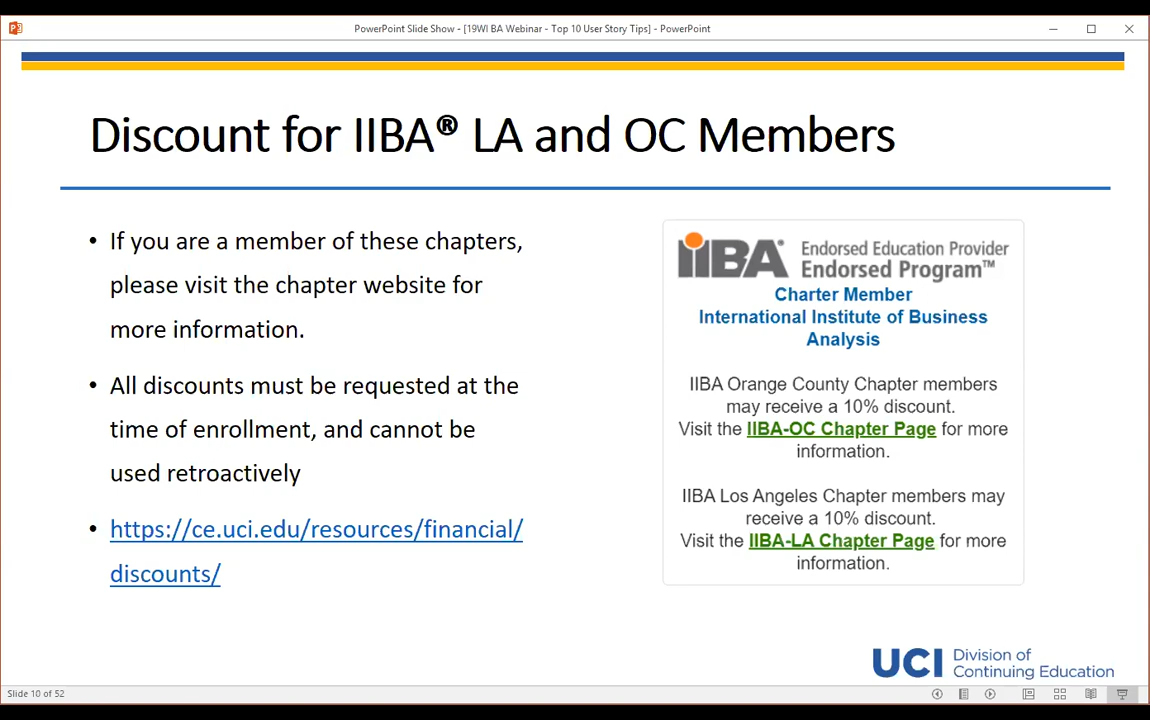 PowerPoint Slide Show - [19WI BA Webinar - Top 10 User Story Tips] - PowerPoint
Discount for IIBA® LA and OC Members
• If you are a member of these chapters,
please visit the chapter website for
more information.
• All discounts must be requested at the
time of enrollment, and cannot be
used retroactively
• https://ce.uci.edu/resources/financial/
discounts/
IIBA® Endorsed Education Provider
Endorsed Program™
Charter Member
International Institute of Business
Analysis
IIBA Orange County Chapter members
may receive a 10% discount.
Visit the IIBA-OC Chapter Page for more
information.
IIBA Los Angeles Chapter members may
receive a 10% discount.
Visit the IIBA-LA Chapter Page for more
information.
UCI Division of
Continuing Education
Slide 10 of 52